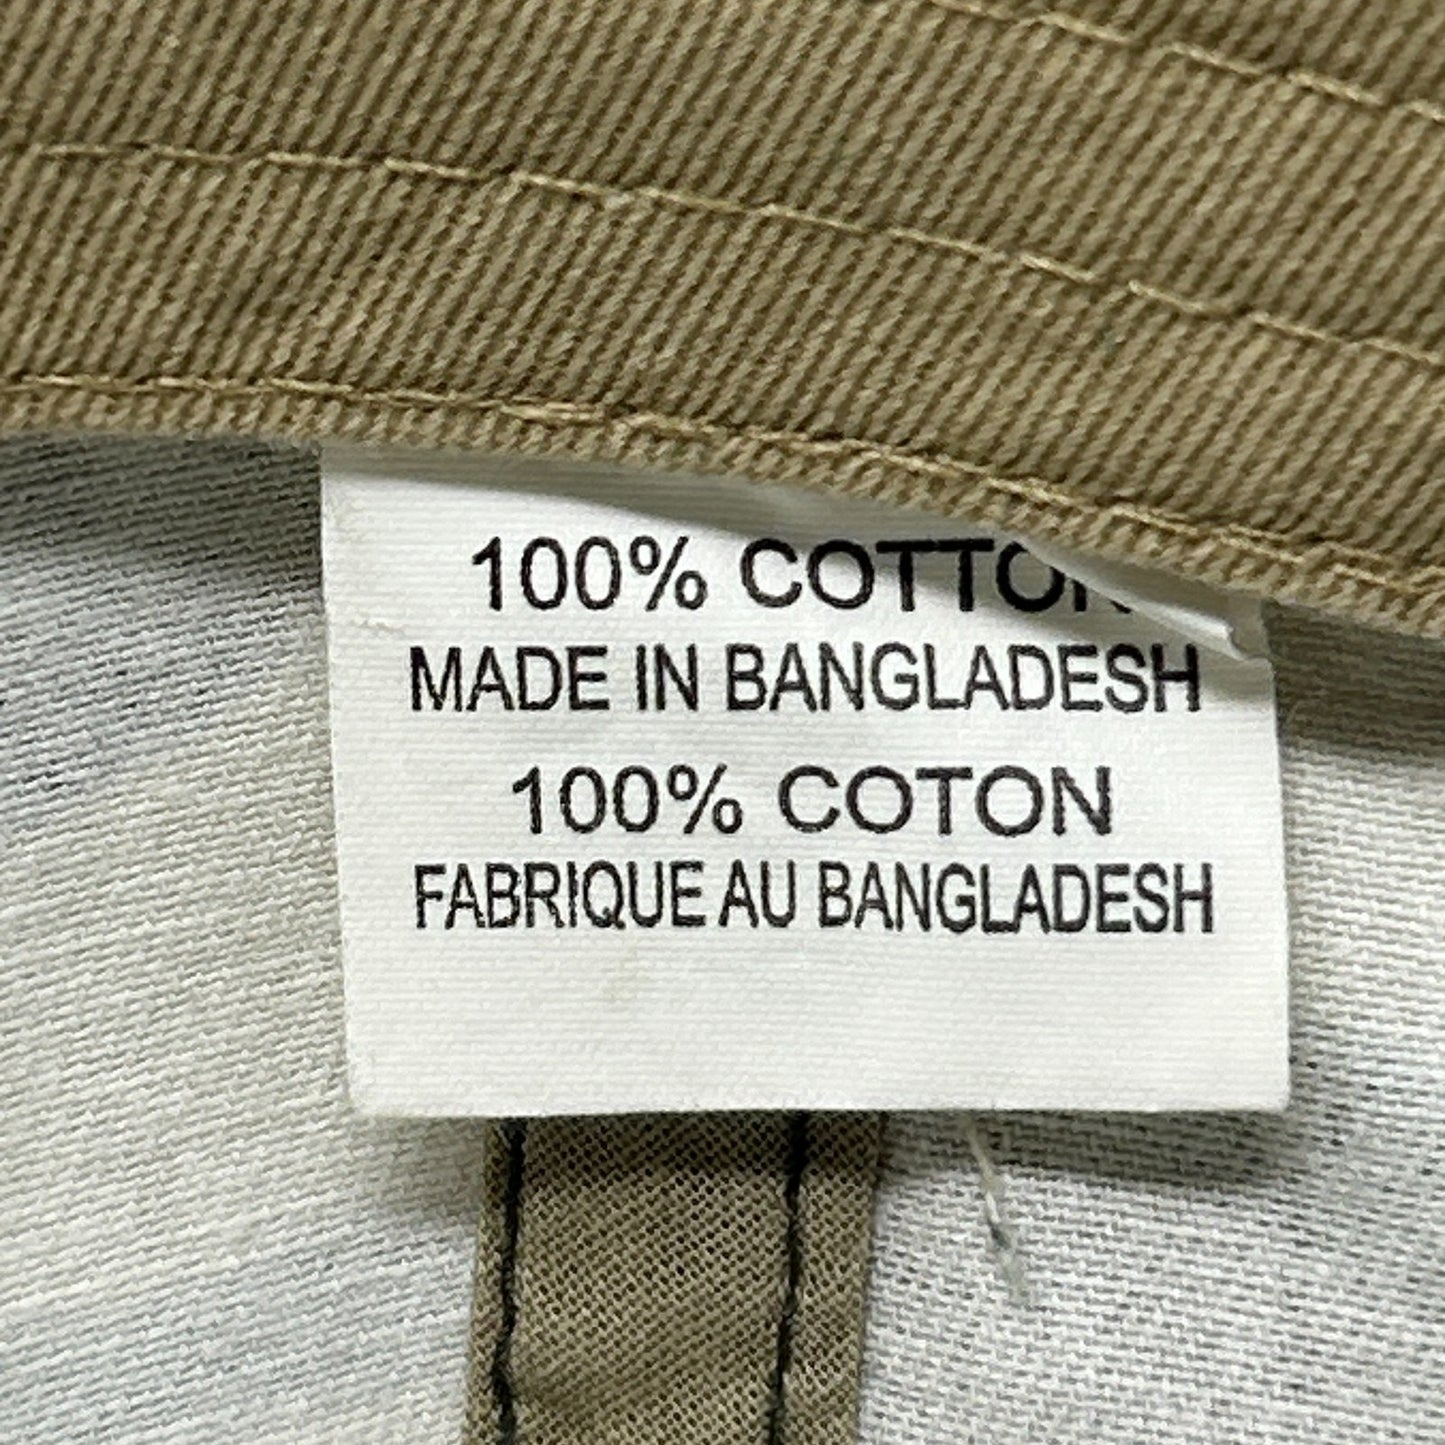 100% COTTON
MADE IN BANGLADESH
100% COTON
FABRIQUE AU BANGLADESH